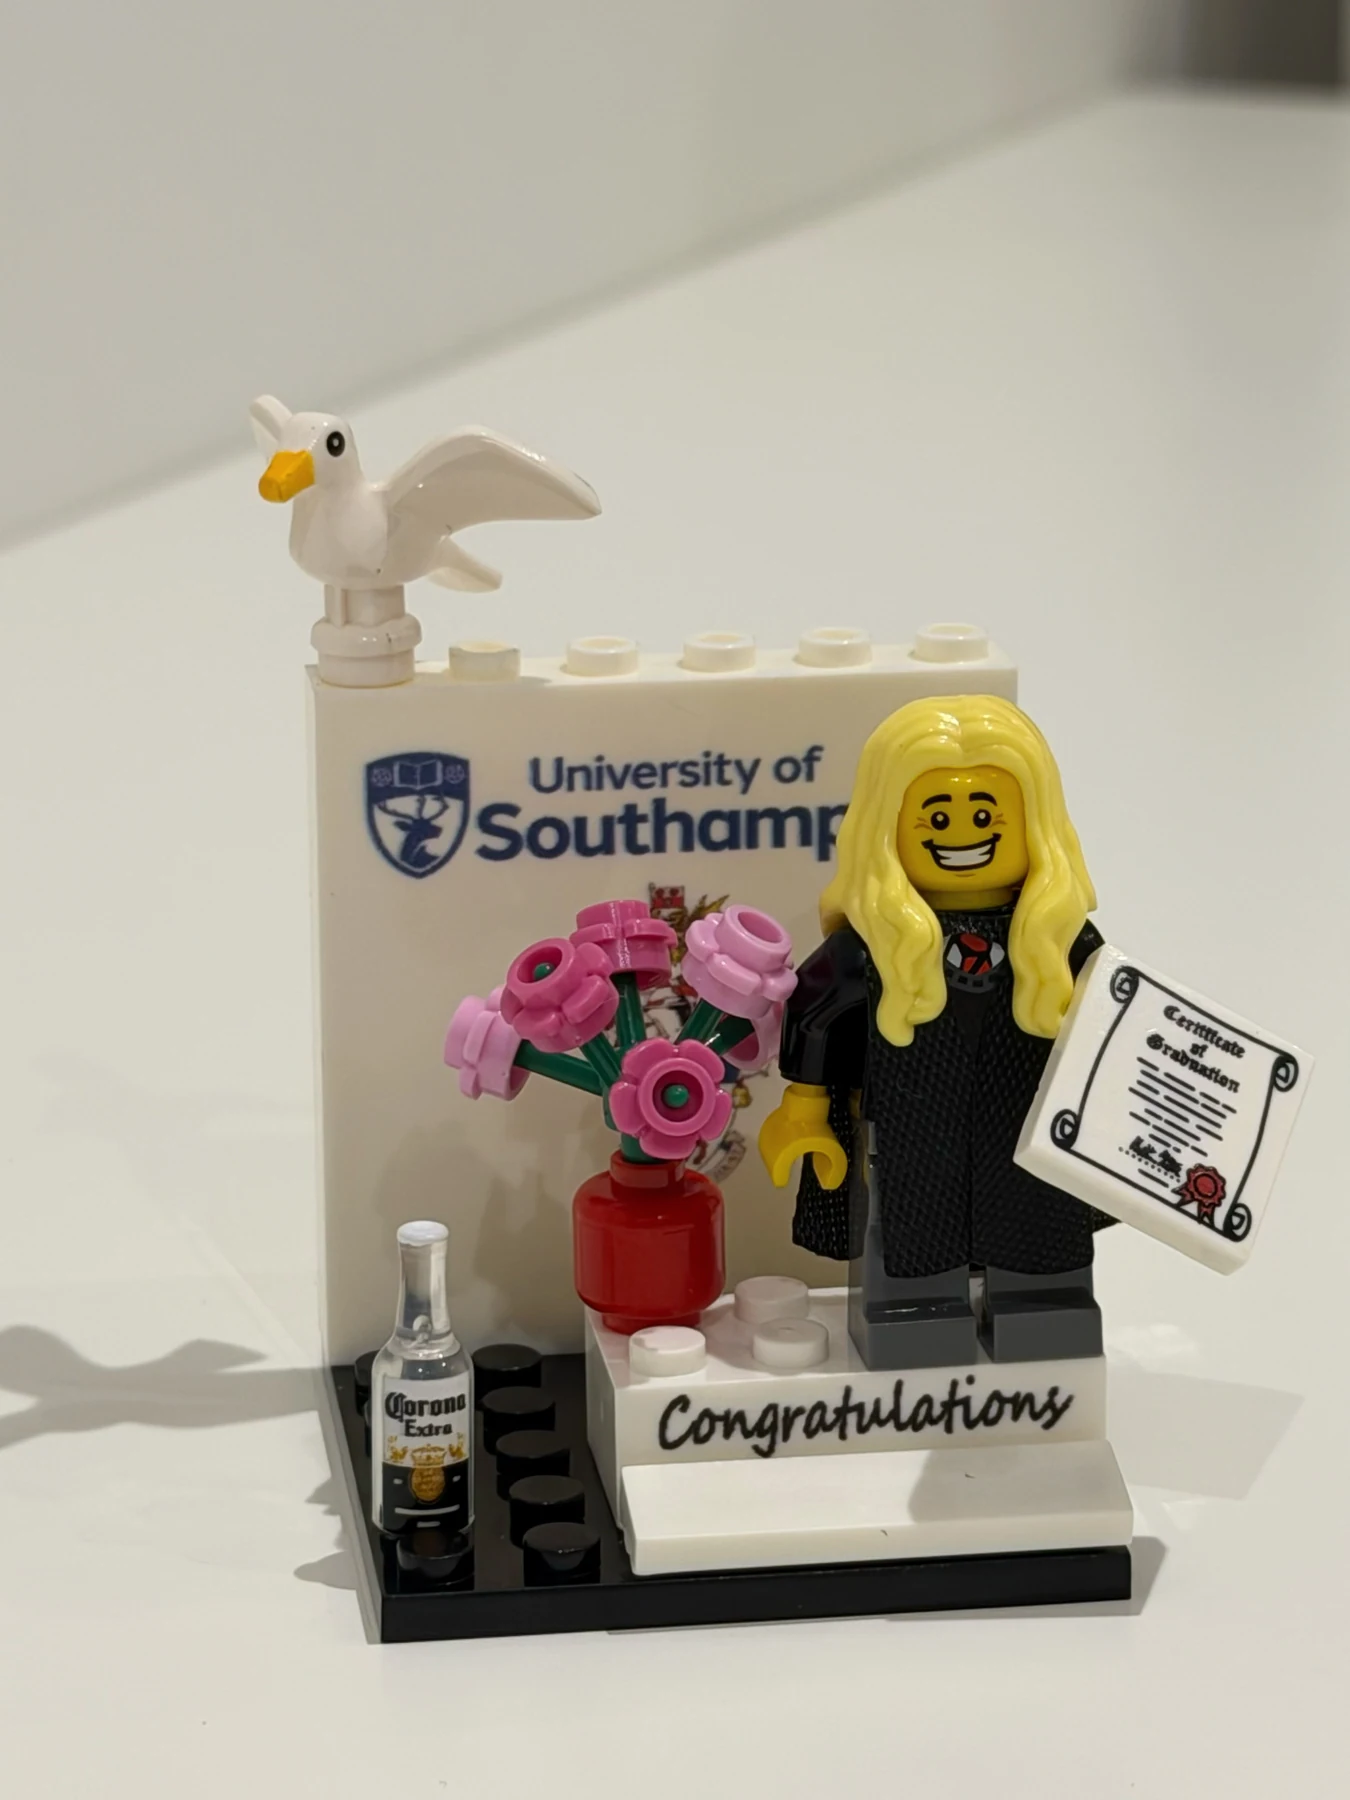 University of
Southamp
Certificate
of
Graduation
Corona
Extra
Congratulations